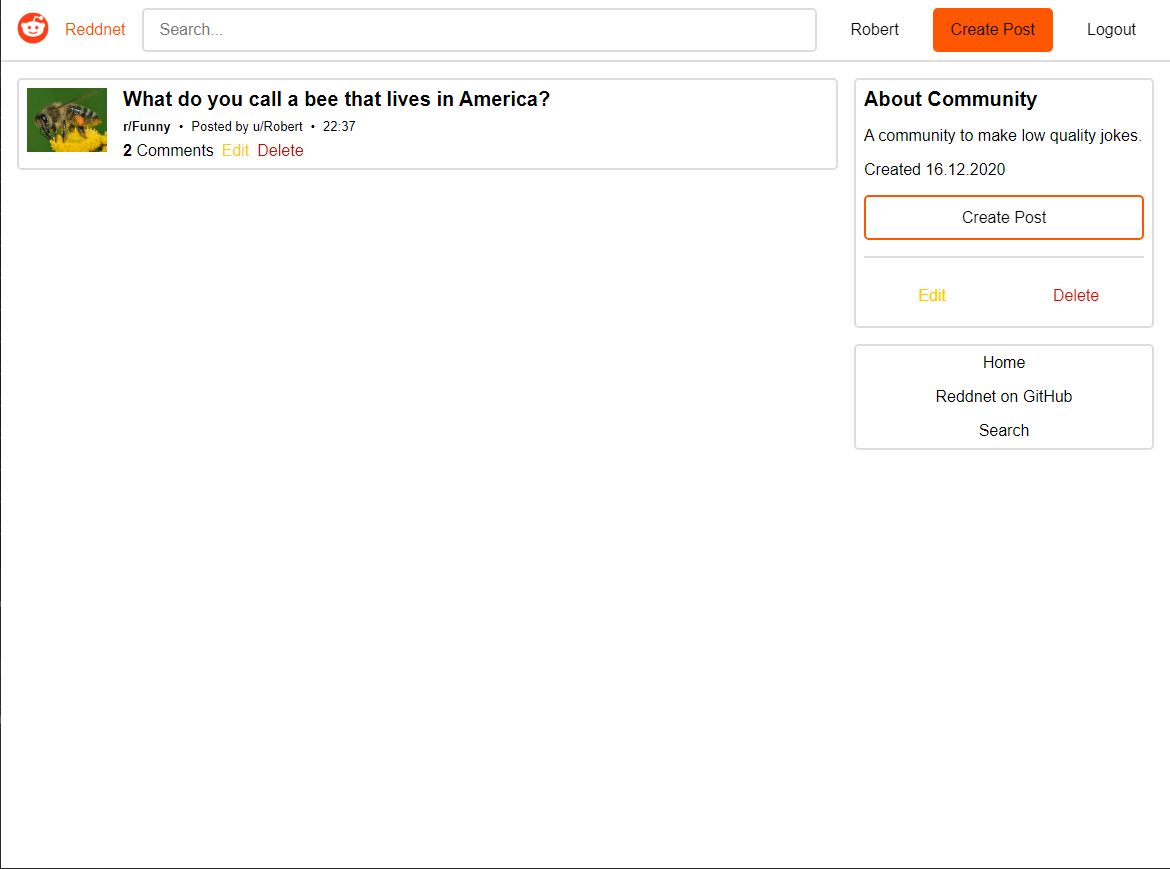 Reddnet Search... Robert Create Post Logout
What do you call a bee that lives in America?
r/Funny • Posted by u/Robert • 22:37
2 Comments Edit Delete
About Community
A community to make low quality jokes.
Created 16.12.2020
Create Post
Edit Delete
Home
Reddnet on GitHub
Search